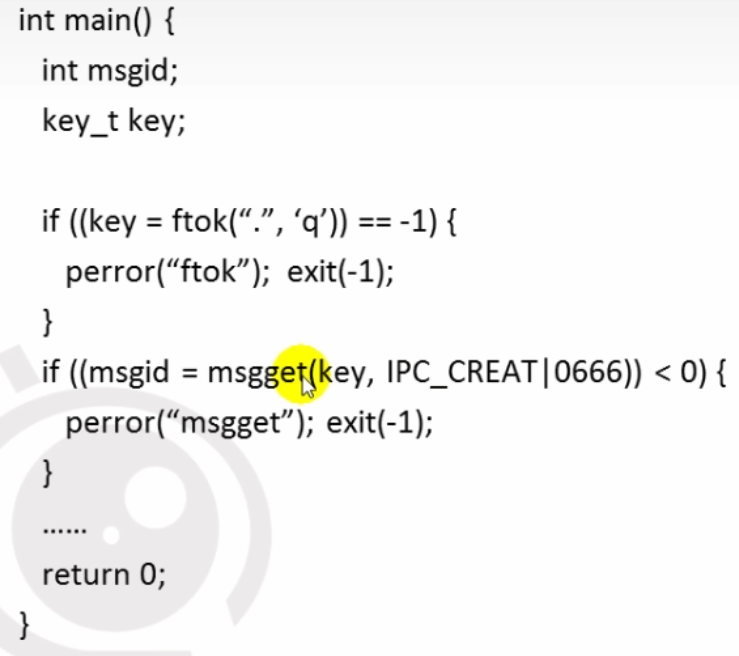 int main() {
int msgid;
key_t key;
if ((key = ftok(“.”, ‘q’)) == -1) {
perror(“ftok”);  exit(-1);
}
if ((msgid = msgget(key, IPC_CREAT|0666)) < 0) {
perror(“msgget”); exit(-1);
}
......
return 0;
}